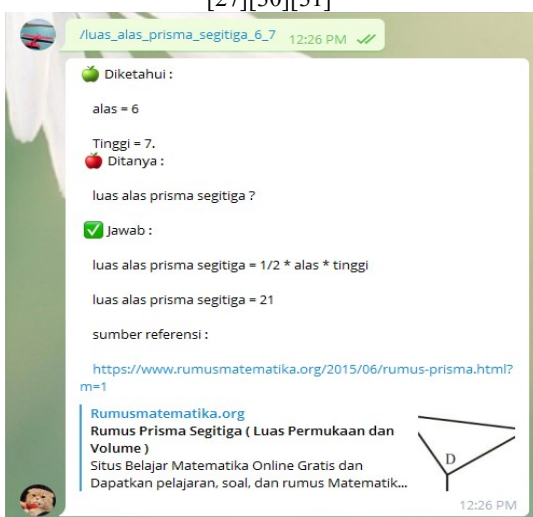 [27][30][31]
/luas_alas_prisma_segitiga_6_7 12:26 PM
Diketahui :
alas = 6
Tinggi = 7.
Ditanya :
luas alas prisma segitiga ?
Jawab :
luas alas prisma segitiga = 1/2 * alas * tinggi
luas alas prisma segitiga = 21
sumber referensi :
https://www.rumusmatematika.org/2015/06/rumus-prisma.html?
m=1
Rumusmatematika.org
Rumus Prisma Segitiga ( Luas Permukaan dan
Volume )
Situs Belajar Matematika Online Gratis dan
Dapatkan pelajaran, soal, dan rumus Matematik...
D
12:26 PM